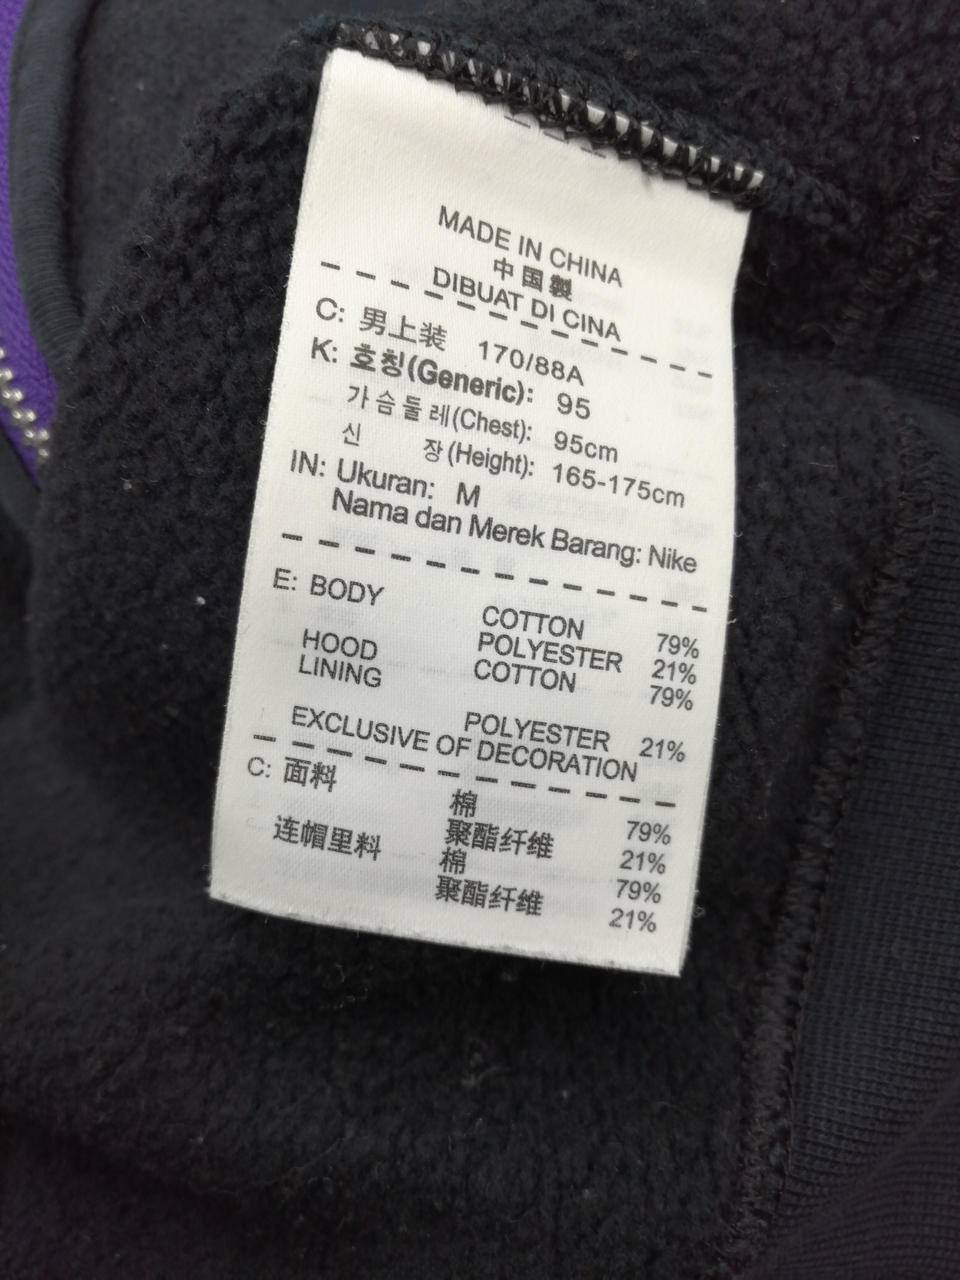 MADE IN CHINA
中国製
DIBUAT DI CINA
C: 男上装 170/88A
K: 호칭(Generic): 95
가슴둘레(Chest): 95cm
신 장(Height): 165-175cm
IN: Ukuran: M
Nama dan Merek Barang: Nike
E: BODY COTTON 79%
POLYESTER 21%
HOOD LINING COTTON 79%
POLYESTER 21%
EXCLUSIVE OF DECORATION
C: 面料 棉 79%
聚酯纤维 21%
连帽里料 棉 79%
聚酯纤维 21%